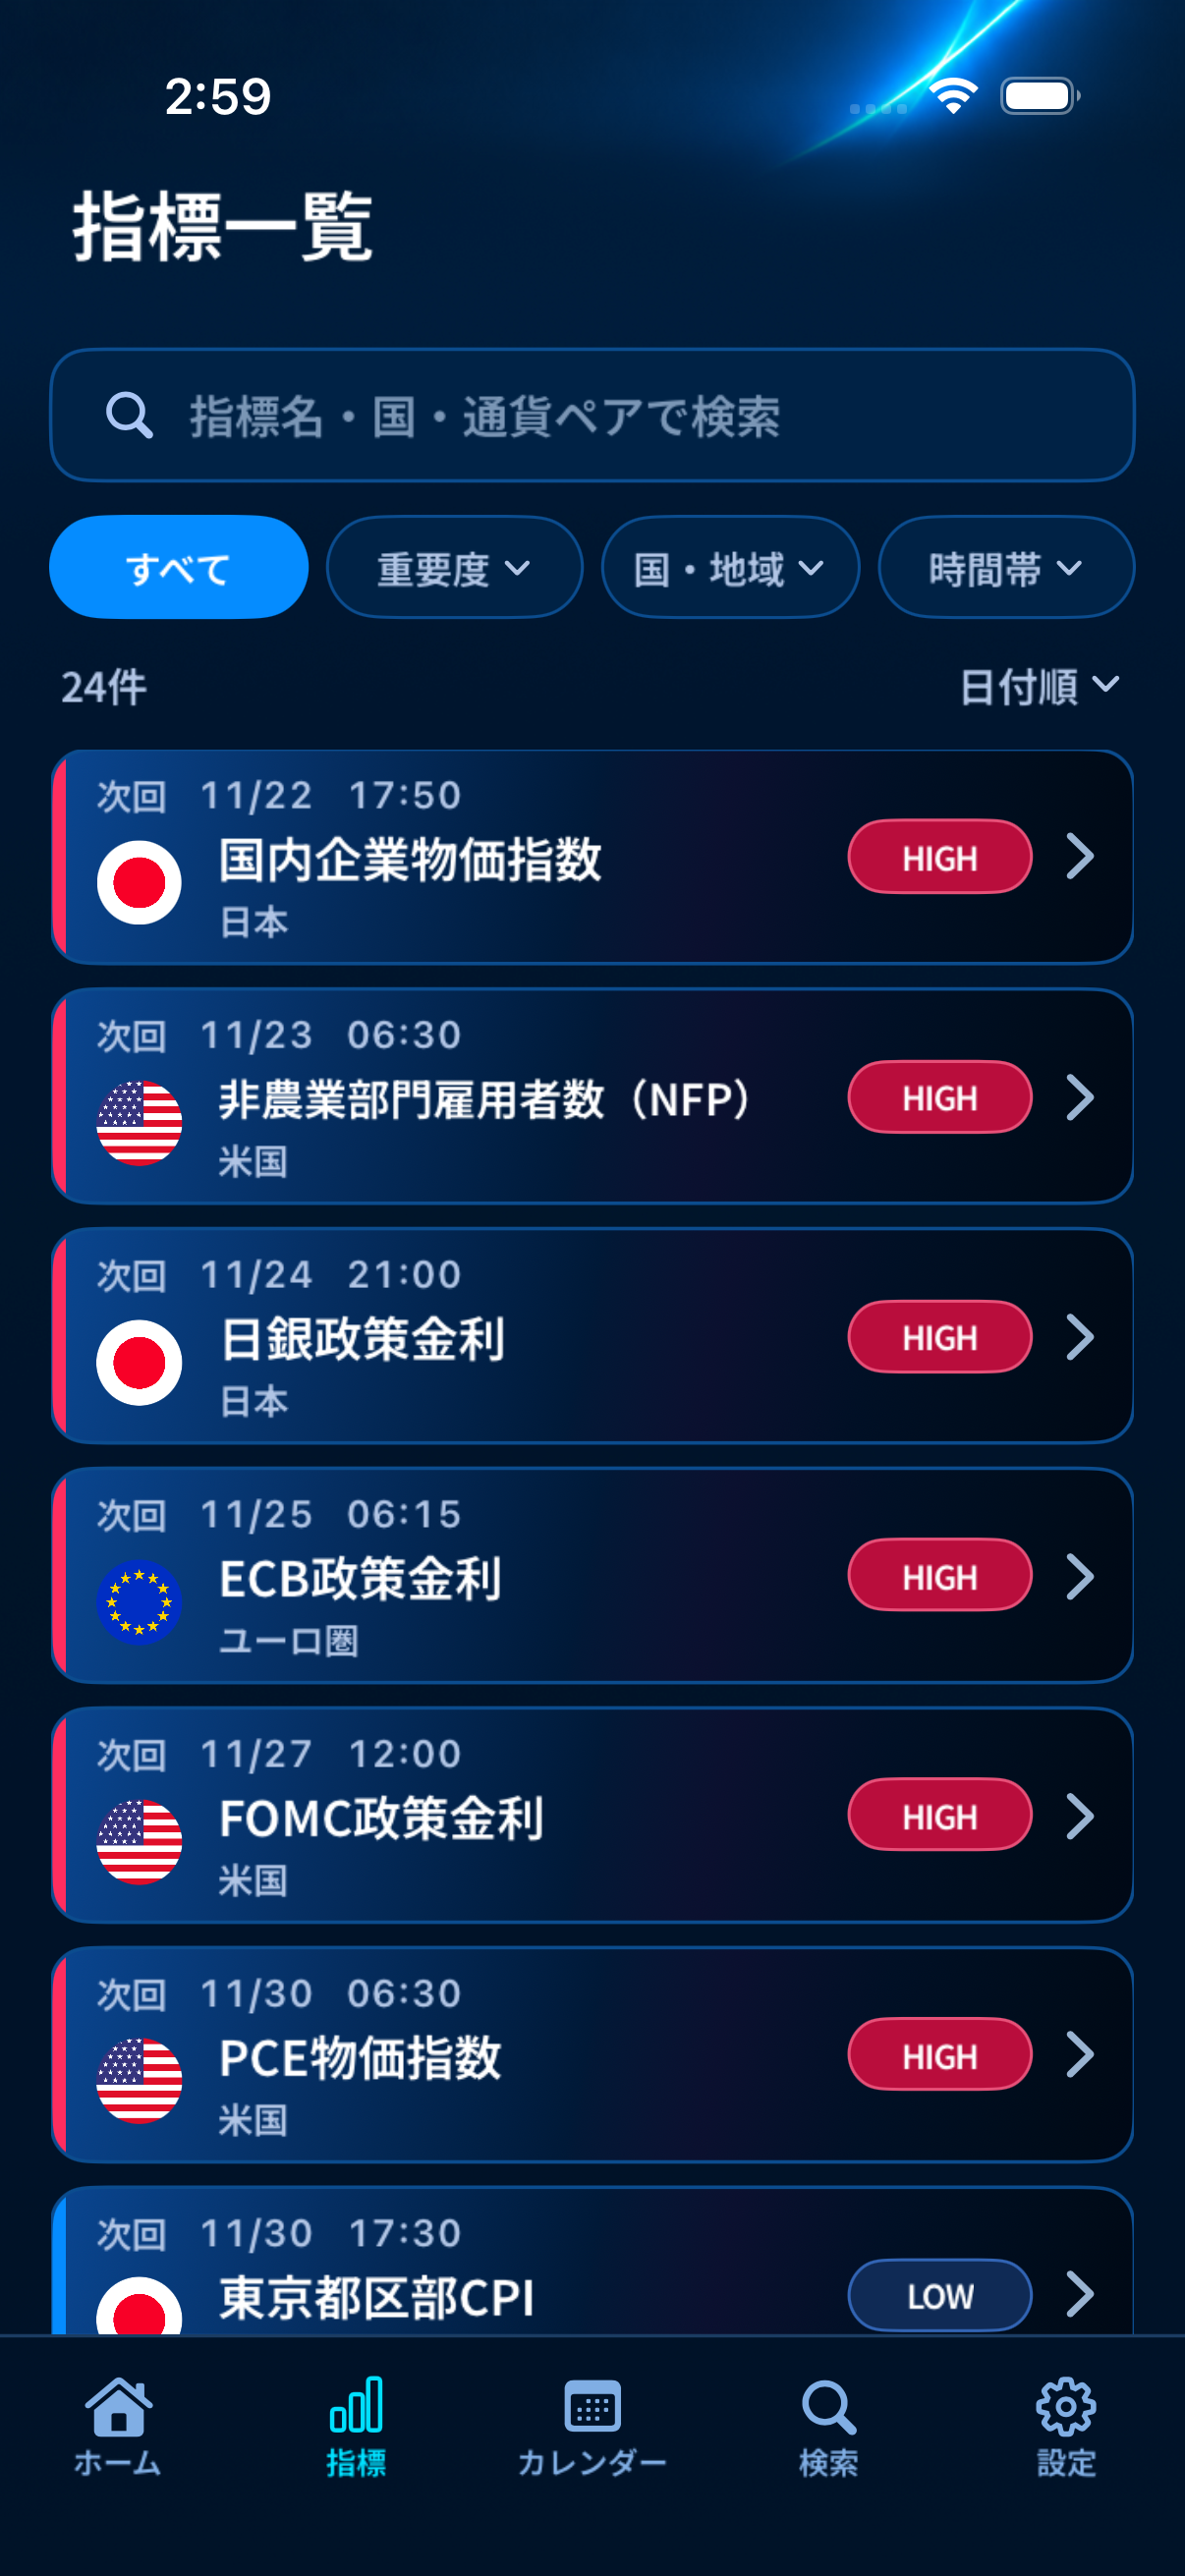 2:59
指標一覧
指標名・国・通貨ペアで検索
すべて 重要度 国・地域 時間帯
24件 日付順
次回 11/22 17:50
国内企業物価指数 HIGH
日本
次回 11/23 06:30
非農業部門雇用者数（NFP） HIGH
米国
次回 11/24 21:00
日銀政策金利 HIGH
日本
次回 11/25 06:15
ECB政策金利 HIGH
ユーロ圏
次回 11/27 12:00
FOMC政策金利 HIGH
米国
次回 11/30 06:30
PCE物価指数 HIGH
米国
次回 11/30 17:30
東京都区部CPI LOW
ホーム 指標 カレンダー 検索 設定